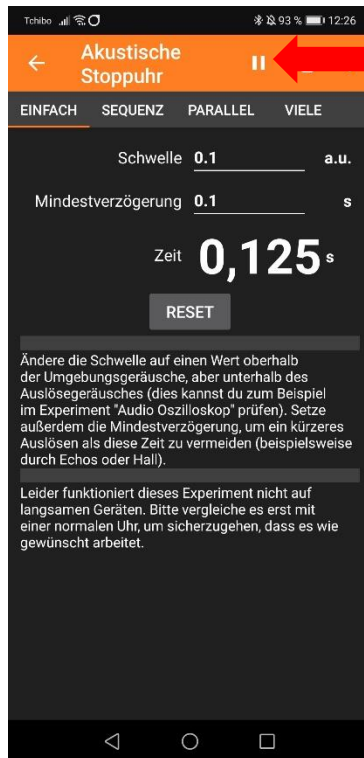 Tchibo 93 % 12:26
Akustische
Stoppuhr
EINFACH SEQUENZ PARALLEL VIELE
Schwelle 0.1 a.u.
Mindestverzögerung 0.1 s
Zeit 0,125 s
RESET
Ändere die Schwelle auf einen Wert oberhalb
der Umgebungsgeräusche, aber unterhalb des
Auslösegeräusches (dies kannst du zum Beispiel
im Experiment "Audio Oszilloskop" prüfen). Setze
außerdem die Mindestverzögerung, um ein kürzeres
Auslösen als diese Zeit zu vermeiden (beispielsweise
durch Echos oder Hall).
Leider funktioniert dieses Experiment nicht auf
langsamen Geräten. Bitte vergleiche es erst mit
einer normalen Uhr, um sicherzugehen, dass es wie
gewünscht arbeitet.